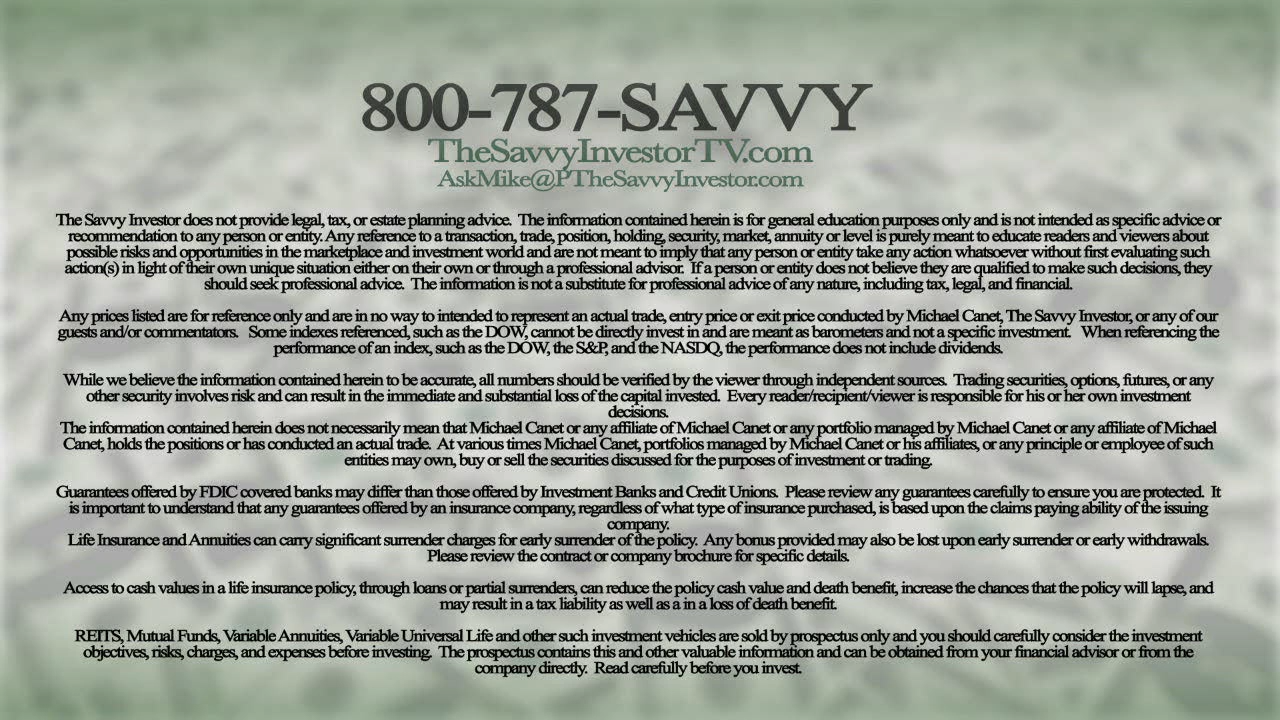 800-787-SAVVY
TheSavvyInvestorTV.com
AskMike@PTheSavvyInvestor.com
The Savvy Investor does not provide legal, tax, or estate planning advice. The information contained herein is for general education purposes only and is not intended as specific advice or
recommendation to any person or entity. Any reference to a transaction, trade, position, holding, security, market, annuity or level is purely meant to educate readers and viewers about
possible risks and opportunities in the marketplace and investment world and are not meant to imply that any person or entity take any action whatsoever without first evaluating such
action(s) in light of their own unique situation either on their own or through a professional advisor. If a person or entity does not believe they are qualified to make such decisions, they
should seek professional advice. The information is not a substitute for professional advice of any nature, including tax, legal, and financial.
Any prices listed are for reference only and are in no way to intended to represent an actual trade, entry price or exit price conducted by Michael Canet, The Savvy Investor, or any of our
guests and/or commentators. Some indexes referenced, such as the DOW, cannot be directly invest in and are meant as barometers and not a specific investment. When referencing the
performance of an index, such as the DOW, the S&P, and the NASDQ, the performance does not include dividends.
While we believe the information contained herein to be accurate, all numbers should be verified by the viewer through independent sources. Trading securities, options, futures, or any
other security involves risk and can result in the immediate and substantial loss of the capital invested. Every reader/recipient/viewer is responsible for his or her own investment
decisions.
The information contained herein does not necessarily mean that Michael Canet or any affiliate of Michael Canet or any portfolio managed by Michael Canet or any affiliate of Michael
Canet, holds the positions or has conducted an actual trade. At various times Michael Canet, portfolios managed by Michael Canet or his affiliates, or any principle or employee of such
entities may own, buy or sell the securities discussed for the purposes of investment or trading.
Guarantees offered by FDIC covered banks may differ than those offered by Investment Banks and Credit Unions. Please review any guarantees carefully to ensure you are protected. It
is important to understand that any guarantees offered by an insurance company, regardless of what type of insurance purchased, is based upon the claims paying ability of the issuing
company.
Life Insurance and Annuities can carry significant surrender charges for early surrender of the policy. Any bonus provided may also be lost upon early surrender or early withdrawals.
Please review the contract or company brochure for specific details.
Access to cash values in a life insurance policy, through loans or partial surrenders, can reduce the policy cash value and death benefit, increase the chances that the policy will lapse, and
may result in a tax liability as well as a in a loss of death benefit.
REITS, Mutual Funds, Variable Annuities, Variable Universal Life and other such investment vehicles are sold by prospectus only and you should carefully consider the investment
objectives, risks, charges, and expenses before investing. The prospectus contains this and other valuable information and can be obtained from your financial advisor or from the
company directly. Read carefully before you invest.